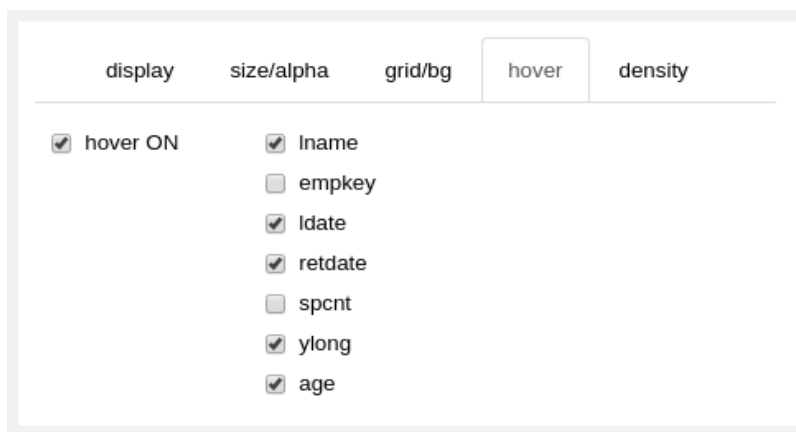 display size/alpha grid/bg hover density
hover ON
lname
empkey
ldate
retdate
spcnt
ylong
age